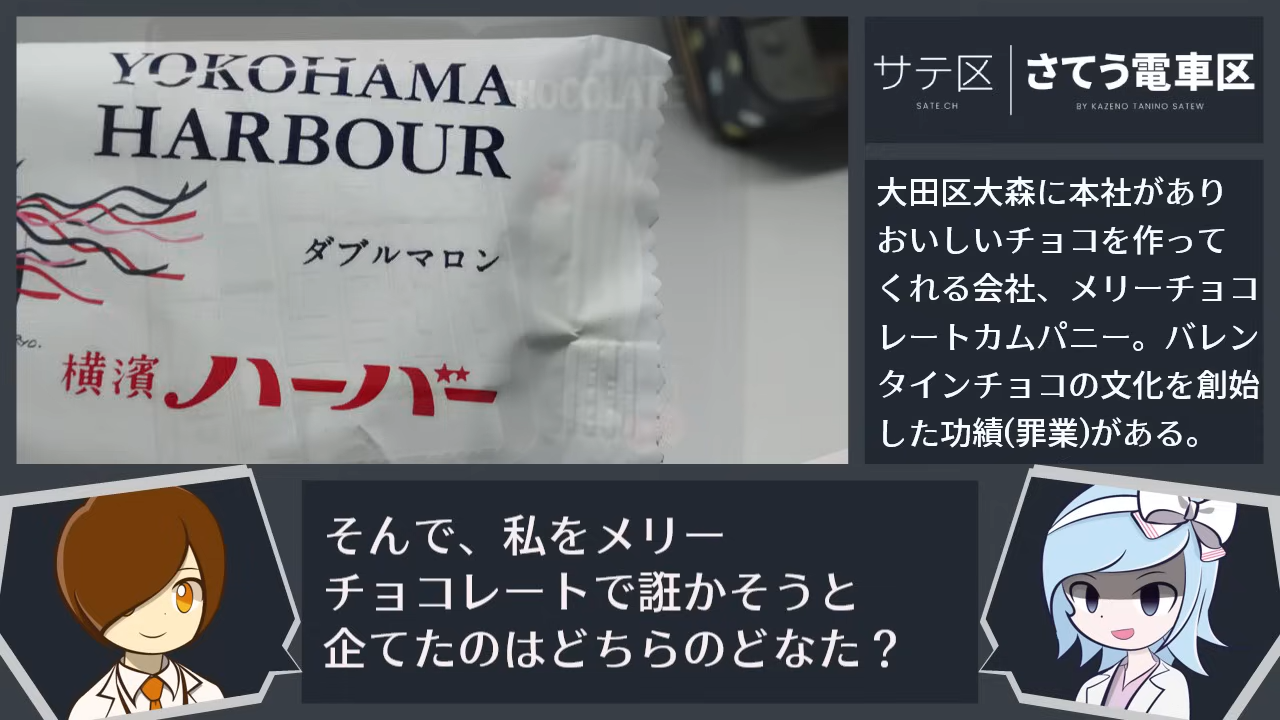 YOKOHAMA
HARBOUR
CHOCOLATE
ダブルマロン
Ryo.
横濱ハーバー
サテ区
SATE.CH
さてう電車区
BY KAZENO TANINO SATEW
大田区大森に本社があり
おいしいチョコを作って
くれる会社、メリーチョコ
レートカムパニー。バレン
タインチョコの文化を創始
した功績(罪業)がある。
そんで、私をメリー
チョコレートで誑かそうと
企てたのはどちらのどなた？